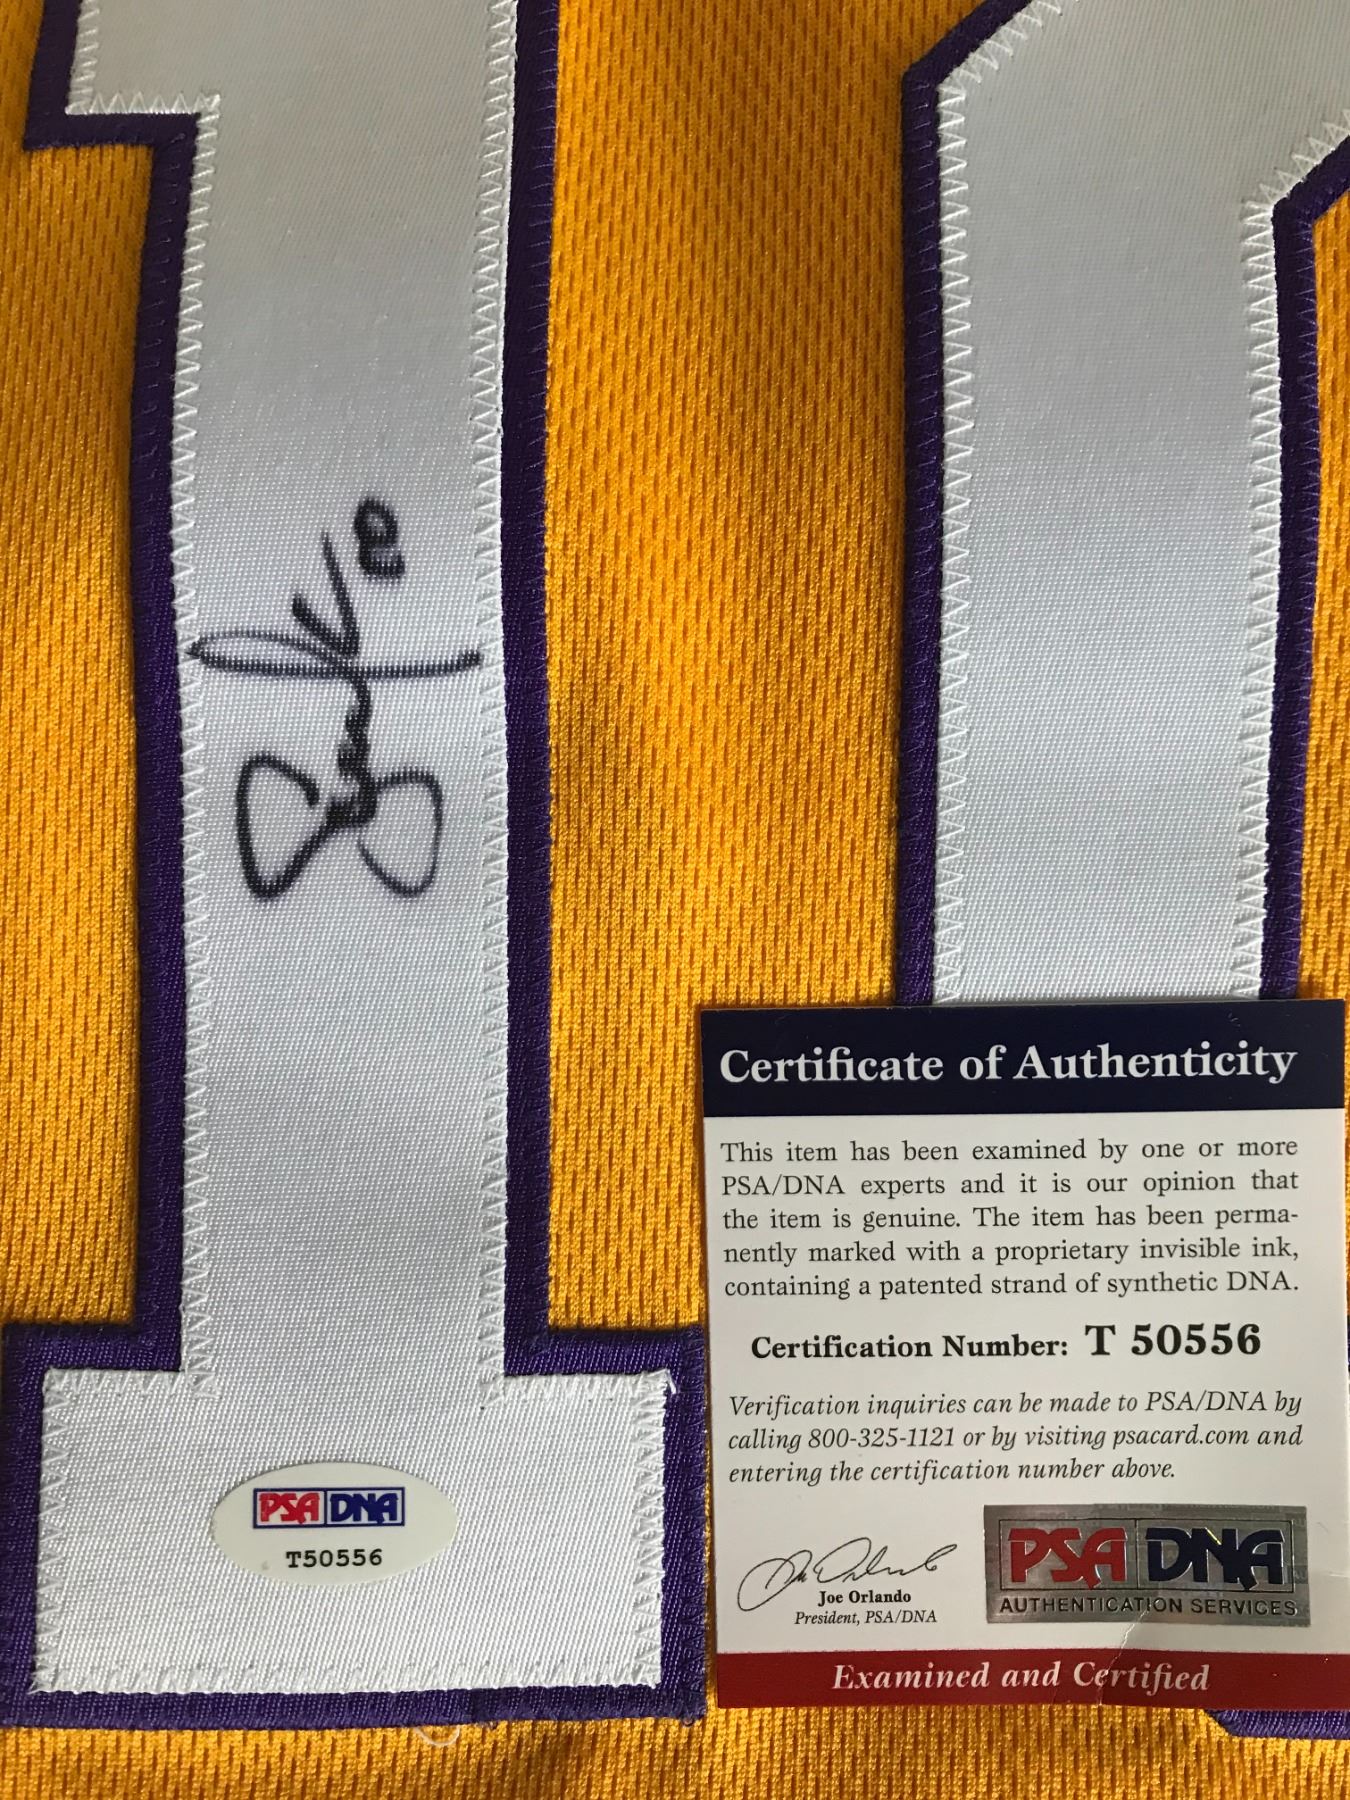 Certificate of Authenticity
This item has been examined by one or more
PSA/DNA experts and it is our opinion that
the item is genuine. The item has been perma-
nently marked with a proprietary invisible ink,
containing a patented strand of synthetic DNA.
Certification Number: T 50556
Verification inquiries can be made to PSA/DNA by
calling 800-325-1121 or by visiting psacard.com and
entering the certification number above.
Joe Orlando
President, PSA/DNA
PSA DNA
AUTHENTICATION SERVICES
Examined and Certified
PSA DNA
T50556